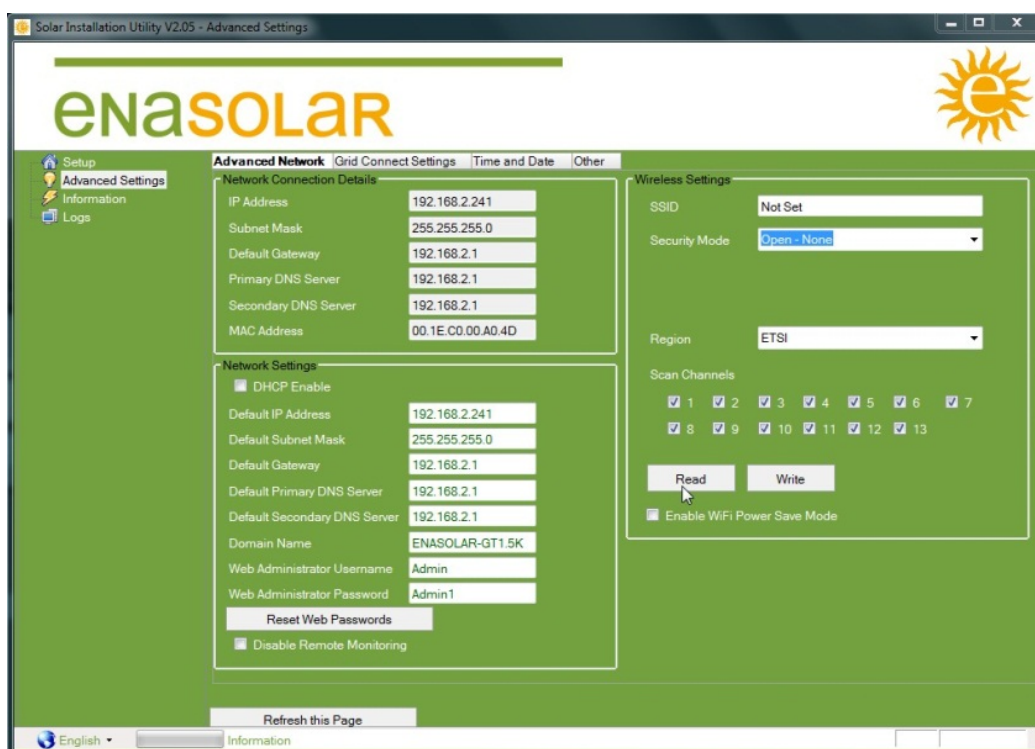 Solar Installation Utility V2.05 - Advanced Settings
enasolar
e
Setup
Advanced Settings
Information
Logs
Advanced Network Grid Connect Settings Time and Date Other
Network Connection Details
IP Address 192.168.2.241
Subnet Mask 255.255.255.0
Default Gateway 192.168.2.1
Primary DNS Server 192.168.2.1
Secondary DNS Server 192.168.2.1
MAC Address 00.1E.C0.00.A0.4D
Network Settings
DHCP Enable
Default IP Address 192.168.2.241
Default Subnet Mask 255.255.255.0
Default Gateway 192.168.2.1
Default Primary DNS Server 192.168.2.1
Default Secondary DNS Server 192.168.2.1
Domain Name ENASOLAR-GT1.5K
Web Administrator Username Admin
Web Administrator Password Admin1
Reset Web Passwords
Disable Remote Monitoring
Wireless Settings
SSID Not Set
Security Mode Open - None
Region ETSI
Scan Channels
1 2 3 4 5 6 7
8 9 10 11 12 13
Read Write
Enable WiFi Power Save Mode
Refresh this Page
English Information